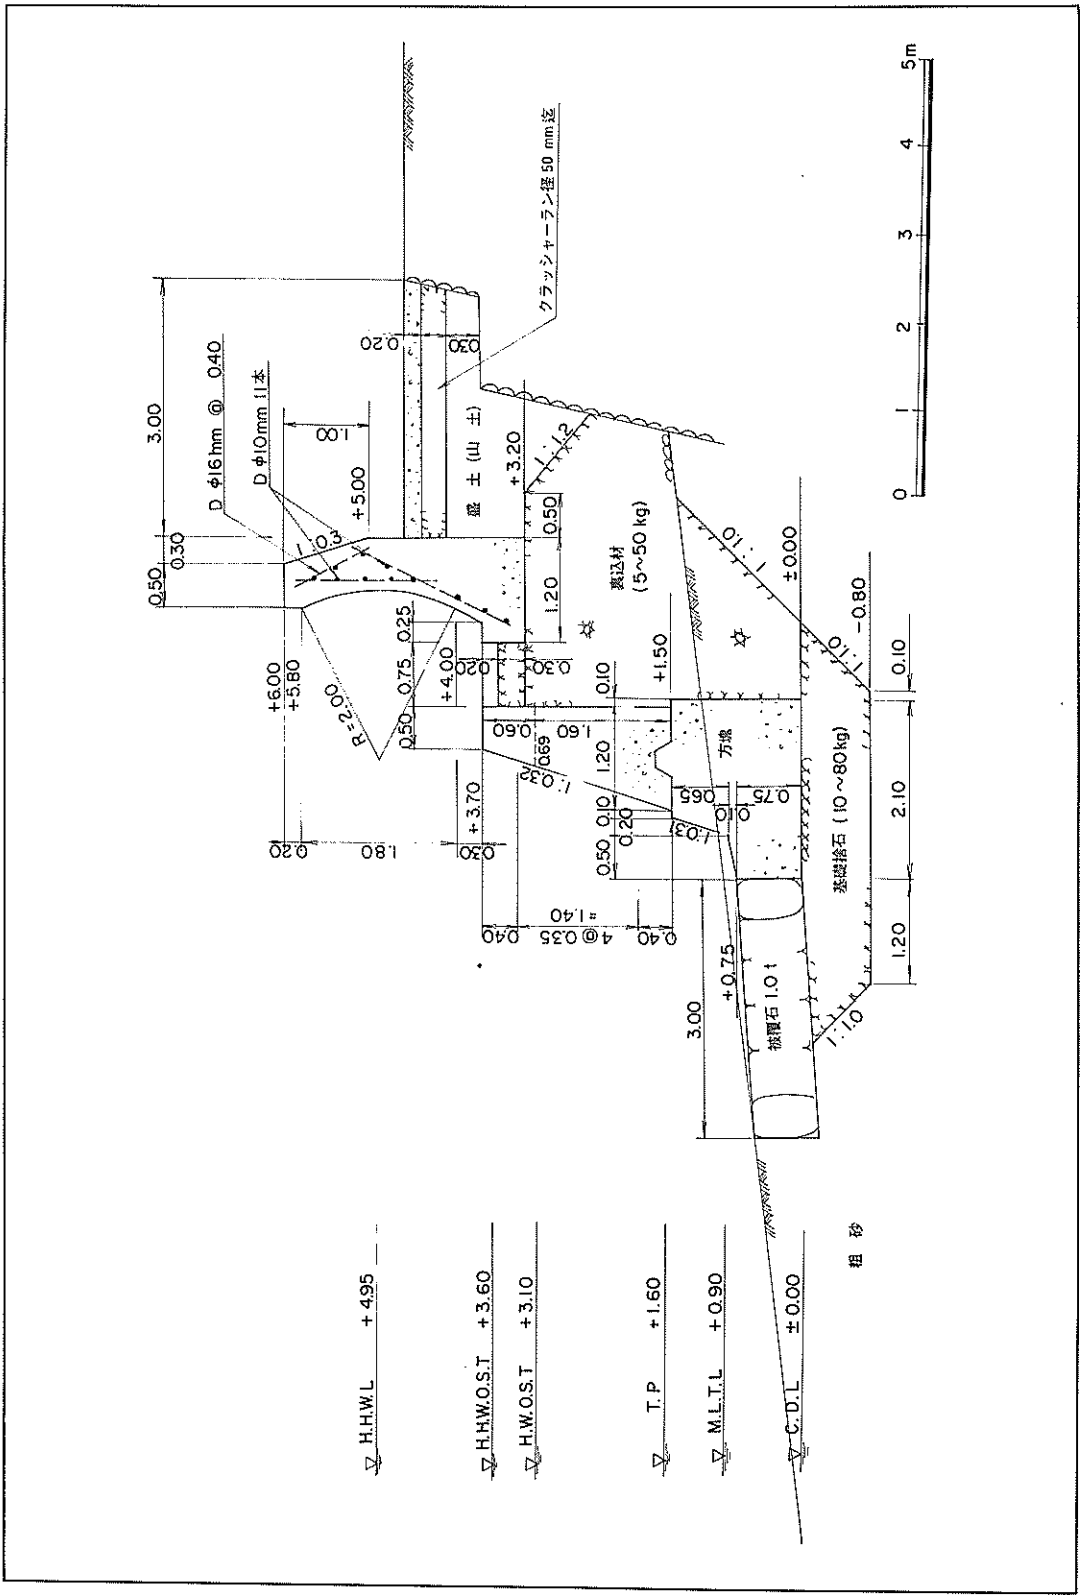 3.00
0.50
0.30
D φ16mm @ 0.40
D φ10mm 11本
1.00
+5.00
1:0.3
0.20
0.30
クラッシャーラン径50mm迄
盛土(山土)
+3.20
1:1.2
+6.00
+5.80
R=2.00
0.20
1.80
0.30
0.50
0.75
0.25
+4.00
0.20
0.30
1.20
0.50
+3.70
0.60
1.60
0.69
1:0.32
0.40
4@0.35
=1.40
0.40
裏込材
(5~50kg)
+1.50
0.50
0.10
1.20
0.10
0.20
1:0.31
0.65
0.10
0.75
方塊
1:1.0
±0.00
3.00
+0.75
被覆石1.0t
基礎捨石(10~80kg)
1:1.0
1:1.0
-0.80
1.20
2.10
0.10
H.H.W.L +4.95
H.H.W.O.S.T +3.60
H.W.O.S.T +3.10
T.P +1.60
M.L.T.L +0.90
C.D.L ±0.00
粗砂
0 1 2 3 4 5m